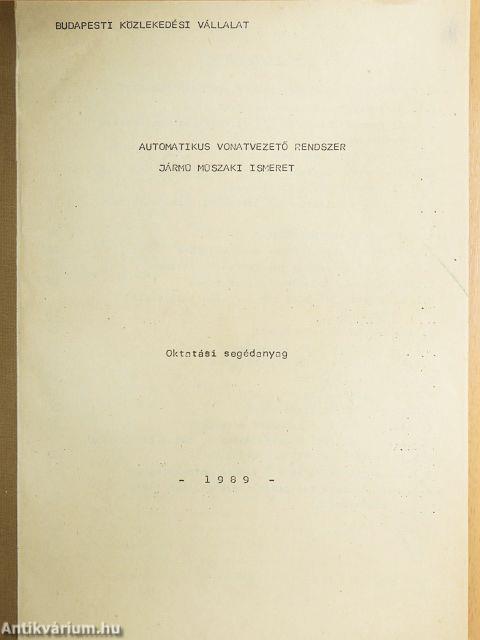 BUDAPESTI KÖZLEKEDÉSI VÁLLALAT
AUTOMATIKUS VONATVEZETŐ RENDSZER
JÁRMŰ MŰSZAKI ISMERET
Oktatási segédanyag
- 1989 -
Antikvárium.hu